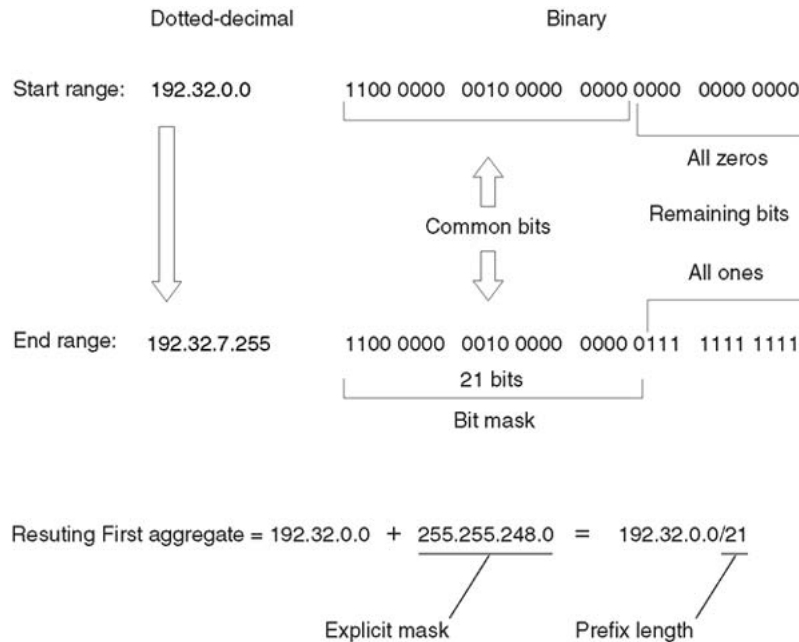 Dotted-decimal Binary
Start range: 192.32.0.0 1100 0000 0010 0000 0000 0000 0000 0000
All zeros
Common bits Remaining bits
All ones
End range: 192.32.7.255 1100 0000 0010 0000 0000 0111 1111 1111
21 bits
Bit mask
Resuting First aggregate = 192.32.0.0 + 255.255.248.0 = 192.32.0.0/21
Explicit mask Prefix length